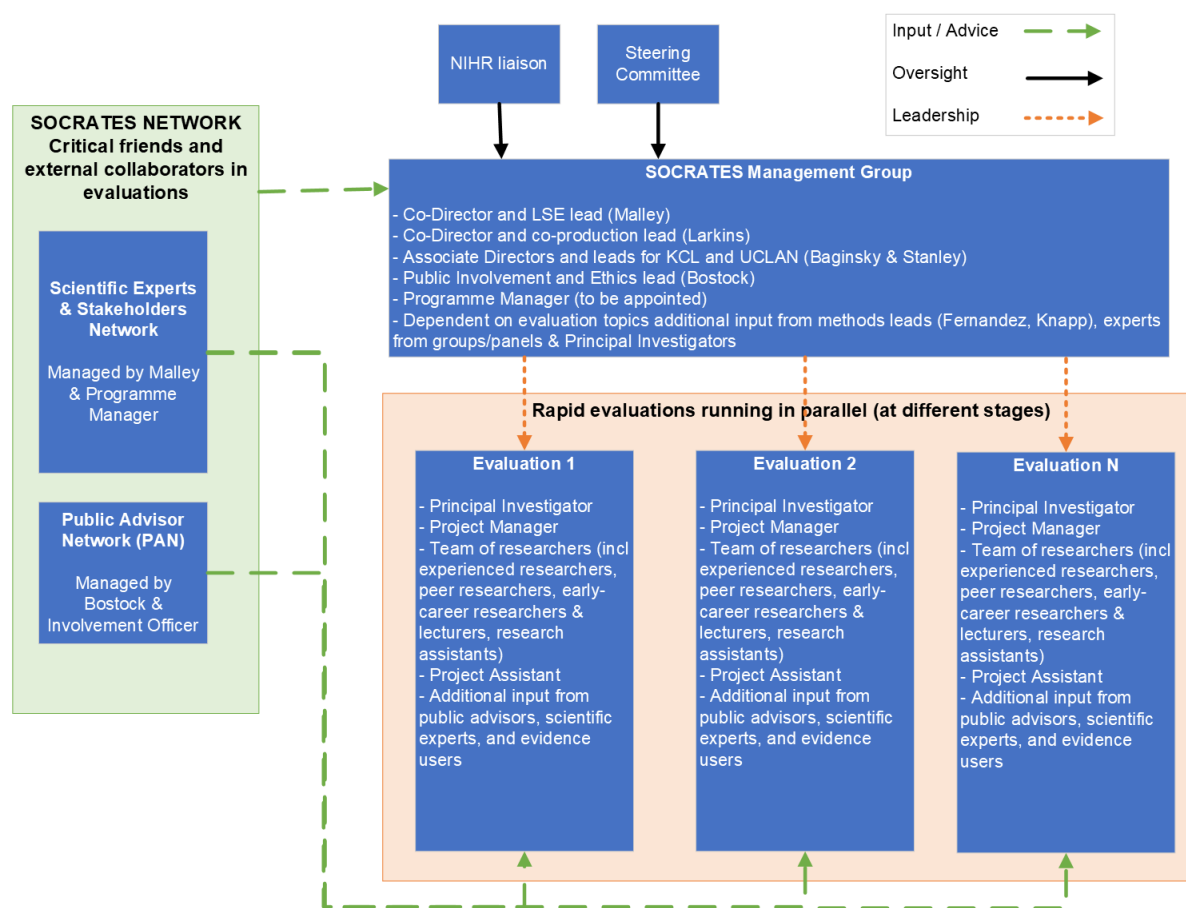 NIHR liaison
Steering
Committee
Input / Advice
Oversight
Leadership
SOCRATES NETWORK
Critical friends and
external collaborators in
evaluations
Scientific Experts
& Stakeholders
Network
Managed by Malley
& Programme
Manager
Public Advisor
Network (PAN)
Managed by
Bostock &
Involvement Officer
SOCRATES Management Group
- Co-Director and LSE lead (Malley)
- Co-Director and co-production lead (Larkins)
- Associate Directors and leads for KCL and UCLAN (Baginsky & Stanley)
- Public Involvement and Ethics lead (Bostock)
- Programme Manager (to be appointed)
- Dependent on evaluation topics additional input from methods leads (Fernandez, Knapp), experts
from groups/panels & Principal Investigators
Rapid evaluations running in parallel (at different stages)
Evaluation 1
- Principal Investigator
- Project Manager
- Team of researchers (incl
experienced researchers,
peer researchers, early-
career researchers &
lecturers, research
assistants)
- Project Assistant
- Additional input from
public advisors, scientific
experts, and evidence
users
Evaluation 2
- Principal Investigator
- Project Manager
- Team of researchers (incl
experienced researchers,
peer researchers, early-
career researchers &
lecturers, research
assistants)
- Project Assistant
- Additional input from
public advisors, scientific
experts, and evidence
users
Evaluation N
- Principal Investigator
- Project Manager
- Team of researchers (incl
experienced researchers,
peer researchers, early-
career researchers &
lecturers, research
assistants)
- Project Assistant
- Additional input from
public advisors, scientific
experts, and evidence
users